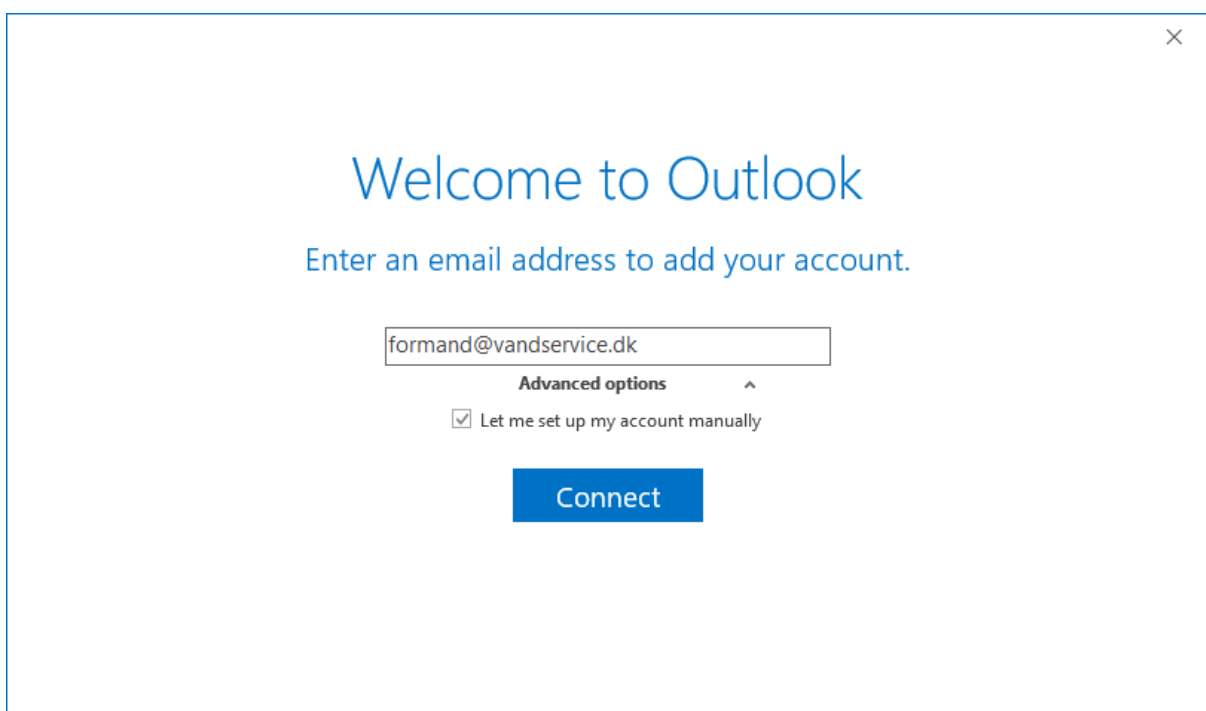 Welcome to Outlook
Enter an email address to add your account.
formand@vandservice.dk
Advanced options
Let me set up my account manually
Connect